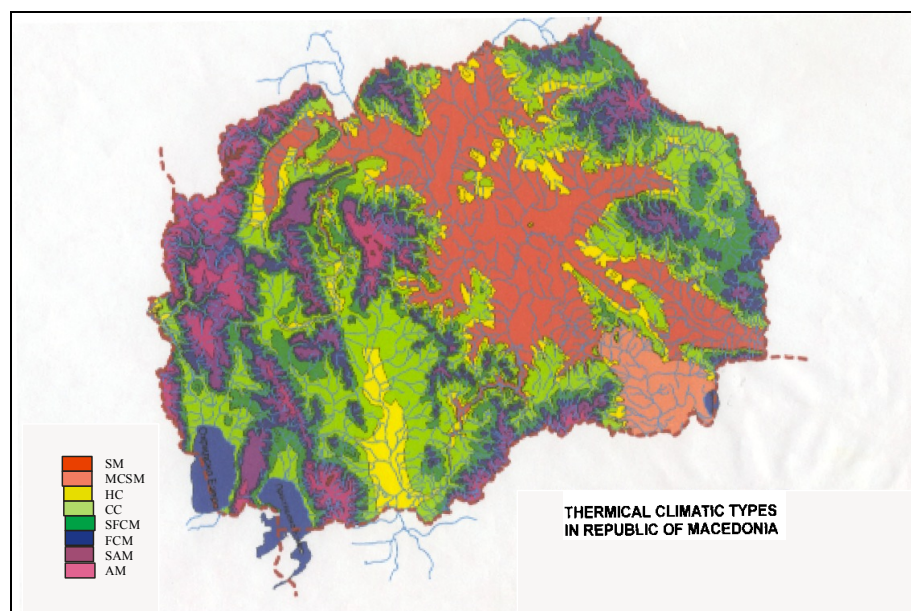 SM
MCSM
HC
CC
SFCM
FCM
SAM
AM
THERMICAL CLIMATIC TYPES
IN REPUBLIC OF MACEDONIA